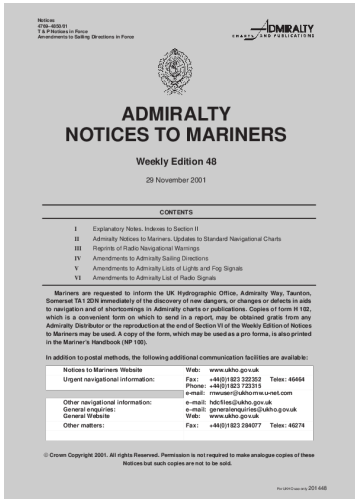 Notices
4769--4858/01
T & P Notices in Force
Amendments to Sailing Directions in Force
ADMIRALTY
CHARTS AND PUBLICATIONS
ADMIRALTY
NOTICES TO MARINERS
Weekly Edition 48
29 November 2001
CONTENTS
I Explanatory Notes. Indexes to Section II
II Admiralty Notices to Mariners. Updates to Standard Navigational Charts
III Reprints of Radio Navigational Warnings
IV Amendments to Admiralty Sailing Directions
V Amendments to Admiralty Lists of Lights and Fog Signals
VI Amendments to Admiralty List of Radio Signals
Mariners are requested to inform the UK Hydrographic Office, Admiralty Way, Taunton,
Somerset TA1 2DN immediately of the discovery of new dangers, or changes or defects in aids
to navigation and of shortcomings in Admiralty charts or publications. Copies of form H102,
which is a convenient form on which to send in a report, may be obtained gratis from any
Admiralty Distributor or the reproduction at the end of Section VI of the Weekly Edition of Notices
to Mariners may be used. A copy of the form, which may be used as a pro forma, is also printed
in the Mariner's Handbook (NP 100).
In addition to postal methods, the following additional communication facilities are available:
Notices to Mariners Website Web: www.ukho.gov.uk
Urgent navigational information: Fax: +44(0)1823 322352 Telex: 46464
Phone: +44(0)1823 723315
e-mail: rnwuser@ukhornw.u-net.com
Other navigational information: e-mail: hdcfiles@ukho.gov.uk
General enquiries: e-mail: generalenquiries@ukho.gov.uk
General Website Web: www.ukho.gov.uk
Other matters: Fax: +44(0)1823 284077 Telex: 46274
© Crown Copyright 2001. All rights Reserved. Permission is not required to make analogue copies of these
Notices but such copies are not to be sold.
For UKHO use only 201448